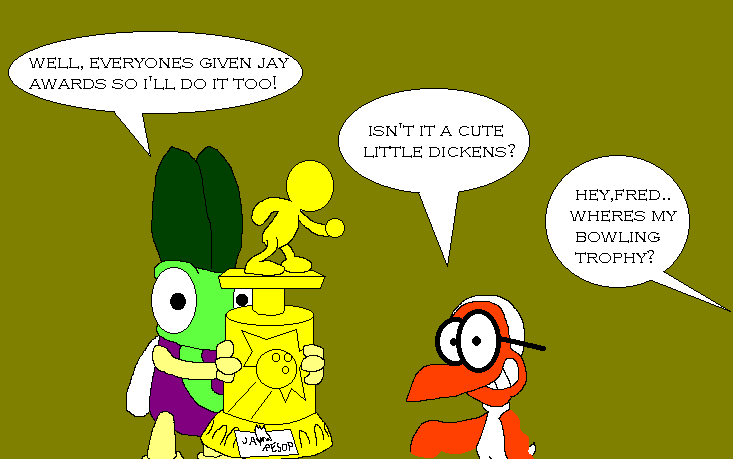 WELL, EVERYONES GIVEN JAY
AWARDS SO I'LL DO IT TOO!
ISN'T IT A CUTE
LITTLE DICKENS?
HEY,FRED..
WHERES MY
BOWLING
TROPHY?
AESOP